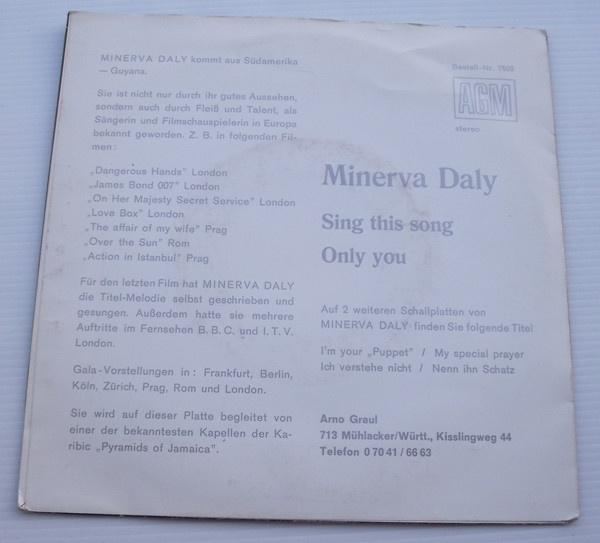 MINERVA DALY kommt aus Südamerika
— Guyana.
Sie ist nicht nur durch ihr gutes Aussehen,
sondern auch durch Fleiß und Talent, als
Sängerin und Filmschauspielerin in Europa
bekannt geworden. Z. B. in folgenden Fil-
men:
„Dangerous Hands" London
„James Bond 007" London
„On Her Majesty Secret Service" London
„Love Box" London
„The affair of my wife" Prag
„Over the Sun" Rom
„Action in Istanbul" Prag
Für den letzten Film hat MINERVA DALY
die Titel-Melodie selbst geschrieben und
gesungen. Außerdem hatte sie mehrere
Auftritte im Fernsehen B. B. C. und I. T. V.
London.
Gala-Vorstellungen in: Frankfurt, Berlin,
Köln, Zürich, Prag, Rom und London.
Sie wird auf dieser Platte begleitet von
einer der bekanntesten Kapellen der Ka-
ribic „Pyramids of Jamaica".
Bestell-Nr.
AGM
stereo
Minerva Daly
Sing this song
Only you
Auf 2 weiteren Schallplatten von
MINERVA DALY finden Sie folgende Titel
I'm your „Puppet" / My special prayer
Ich verstehe nicht / Nenn ihn Schatz
Arno Graul
713 Mühlacker/Württ., Kisslingweg 44
Telefon 0 70 41 / 66 63